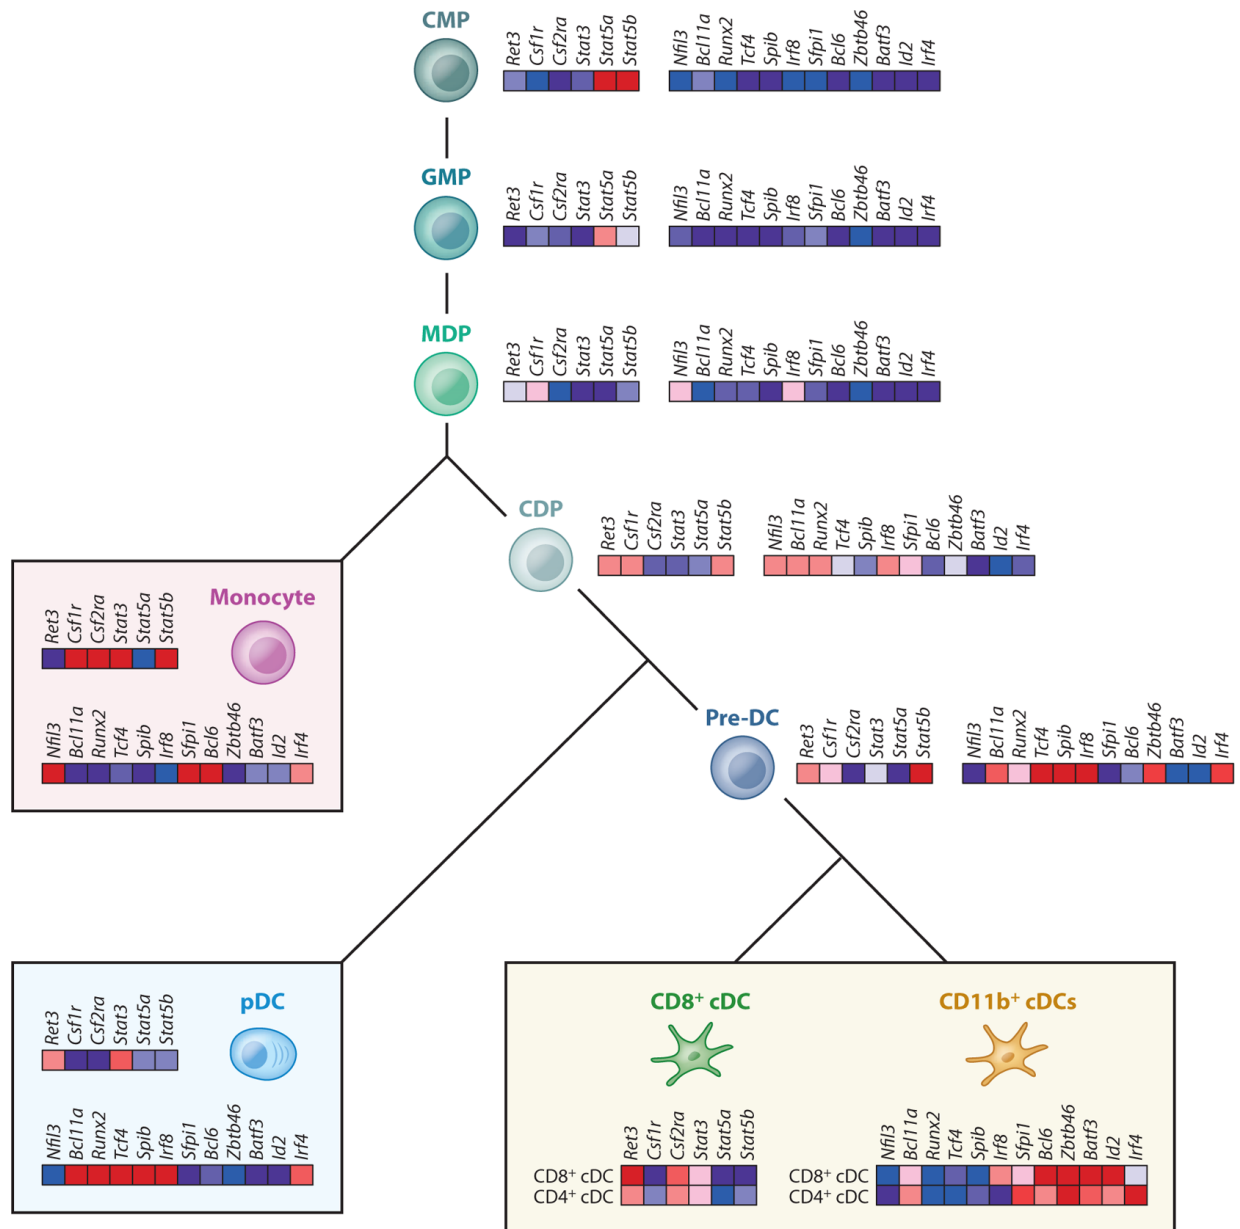 CMP
Ret3 Csf1r Csf2ra Stat3 Stat5a Stat5b
Nfil3 Bcl11a Runx2 Tcf4 Spib Irf8 Sfpi1 Bcl6 Zbtb46 Batf3 Id2 Irf4
GMP
Ret3 Csf1r Csf2ra Stat3 Stat5a Stat5b
Nfil3 Bcl11a Runx2 Tcf4 Spib Irf8 Sfpi1 Bcl6 Zbtb46 Batf3 Id2 Irf4
MDP
Ret3 Csf1r Csf2ra Stat3 Stat5a Stat5b
Nfil3 Bcl11a Runx2 Tcf4 Spib Irf8 Sfpi1 Bcl6 Zbtb46 Batf3 Id2 Irf4
CDP
Ret3 Csf1r Csf2ra Stat3 Stat5a Stat5b
Nfil3 Bcl11a Runx2 Tcf4 Spib Irf8 Sfpi1 Bcl6 Zbtb46 Batf3 Id2 Irf4
Monocyte
Ret3 Csf1r Csf2ra Stat3 Stat5a Stat5b
Nfil3 Bcl11a Runx2 Tcf4 Spib Irf8 Sfpi1 Bcl6 Zbtb46 Batf3 Id2 Irf4
Pre-DC
Ret3 Csf1r Csf2ra Stat3 Stat5a Stat5b
Nfil3 Bcl11a Runx2 Tcf4 Spib Irf8 Sfpi1 Bcl6 Zbtb46 Batf3 Id2 Irf4
pDC
Ret3 Csf1r Csf2ra Stat3 Stat5a Stat5b
Nfil3 Bcl11a Runx2 Tcf4 Spib Irf8 Sfpi1 Bcl6 Zbtb46 Batf3 Id2 Irf4
CD8⁺ cDC
CD11b⁺ cDCs
Ret3 Csf1r Csf2ra Stat3 Stat5a Stat5b
CD8⁺ cDC
CD4⁺ cDC
Nfil3 Bcl11a Runx2 Tcf4 Spib Irf8 Sfpi1 Bcl6 Zbtb46 Batf3 Id2 Irf4
CD8⁺ cDC
CD4⁺ cDC